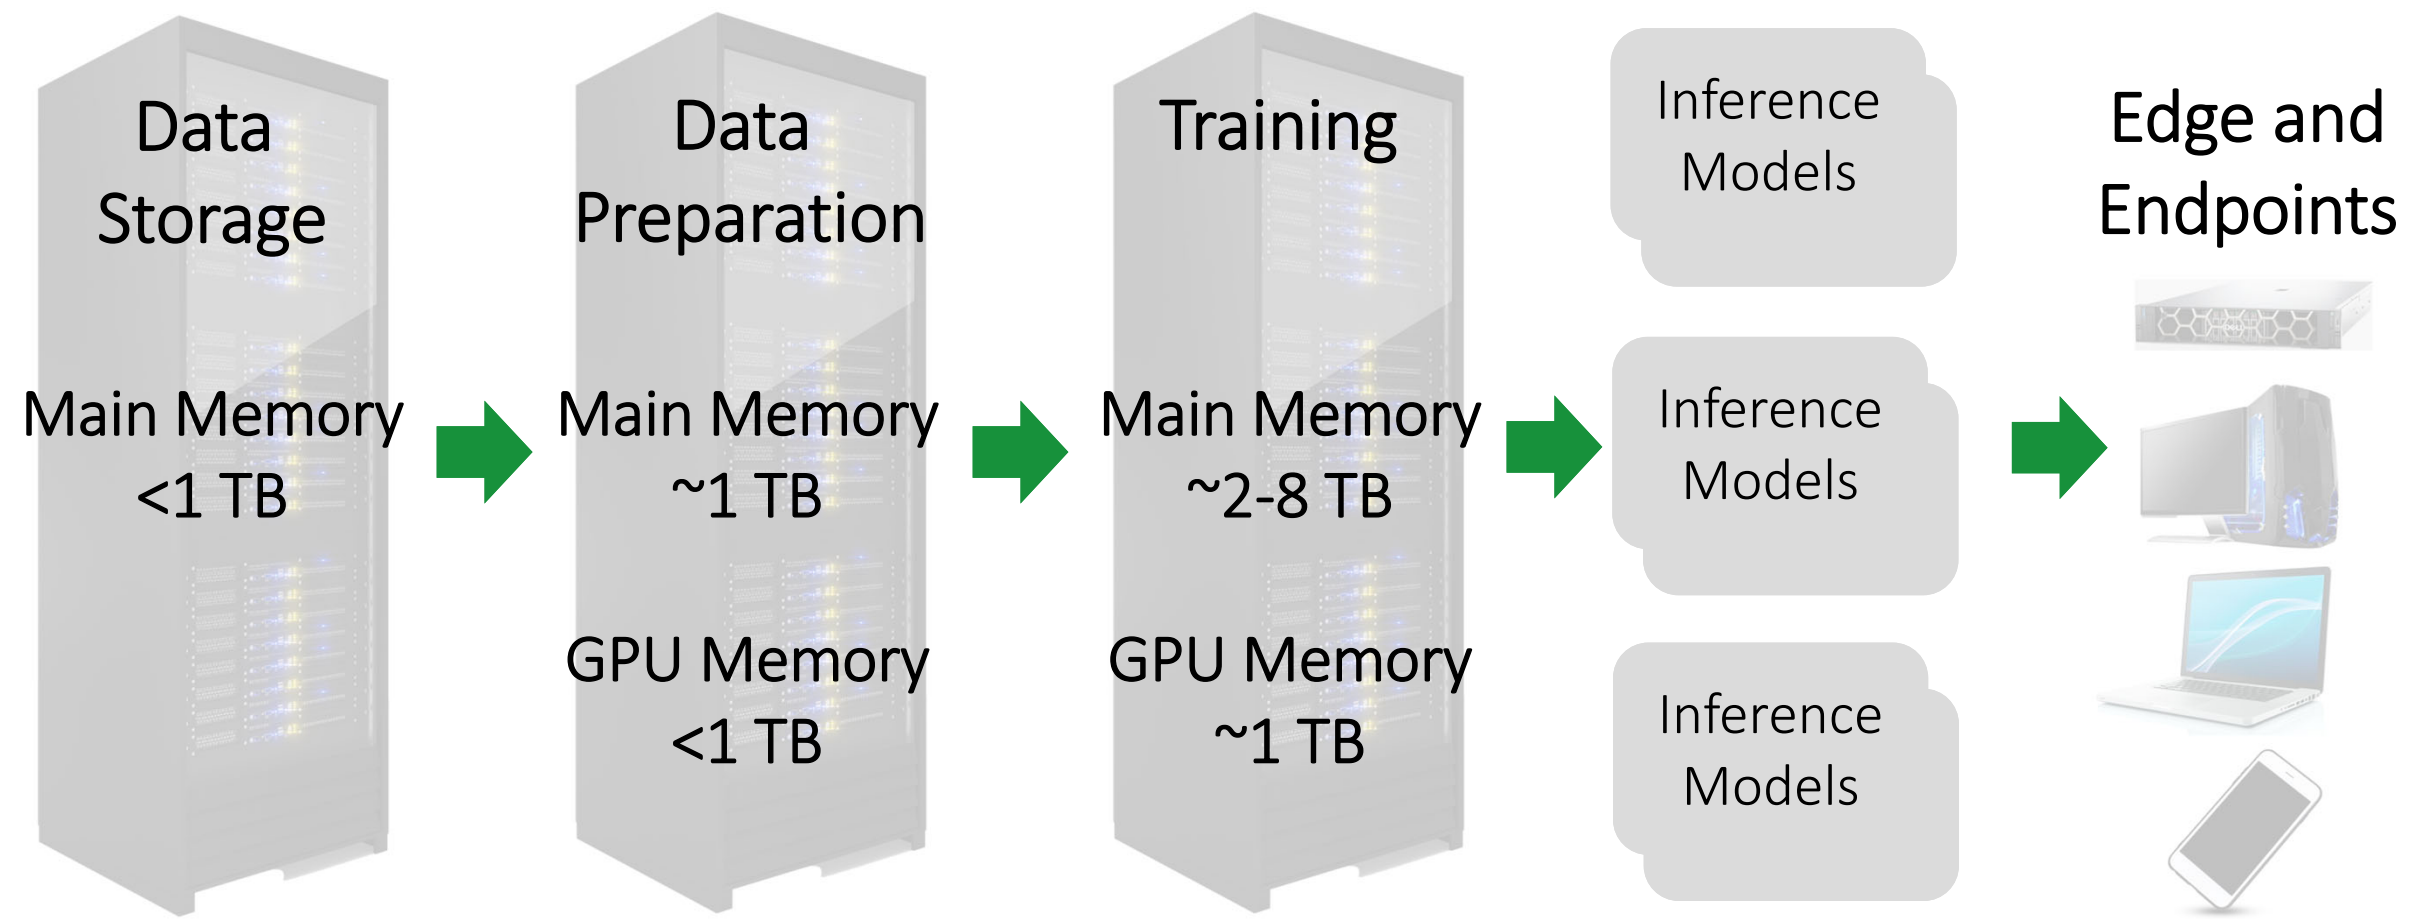 Data
Storage
Main Memory
<1 TB
Data
Preparation
Main Memory
~1 TB
GPU Memory
<1 TB
Training
Main Memory
~2-8 TB
GPU Memory
~1 TB
Inference
Models
Inference
Models
Inference
Models
Edge and
Endpoints